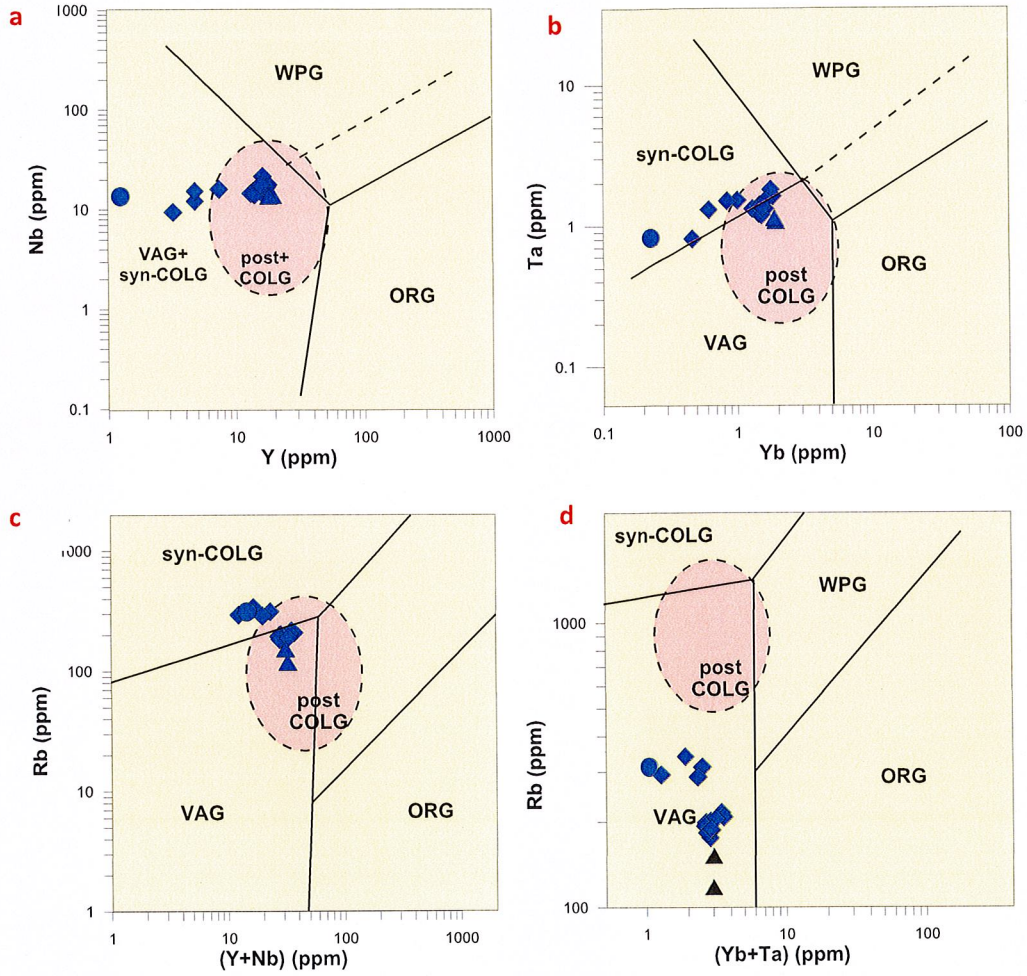 a
1000
100
10
1
0.1
Nb (ppm)
WPG
VAG+
syn-COLG
post+
COLG
ORG
1
10
100
1000
Y (ppm)
b
10
1
0.1
Ta (ppm)
WPG
syn-COLG
post
COLG
ORG
VAG
0.1
1
10
100
Yb (ppm)
c
100
10
1
Rb (ppm)
syn-COLG
post
COLG
VAG
ORG
1
10
100
1000
(Y+Nb) (ppm)
d
1000
100
Rb (ppm)
syn-COLG
WPG
post
COLG
VAG
ORG
1
10
100
(Yb+Ta) (ppm)